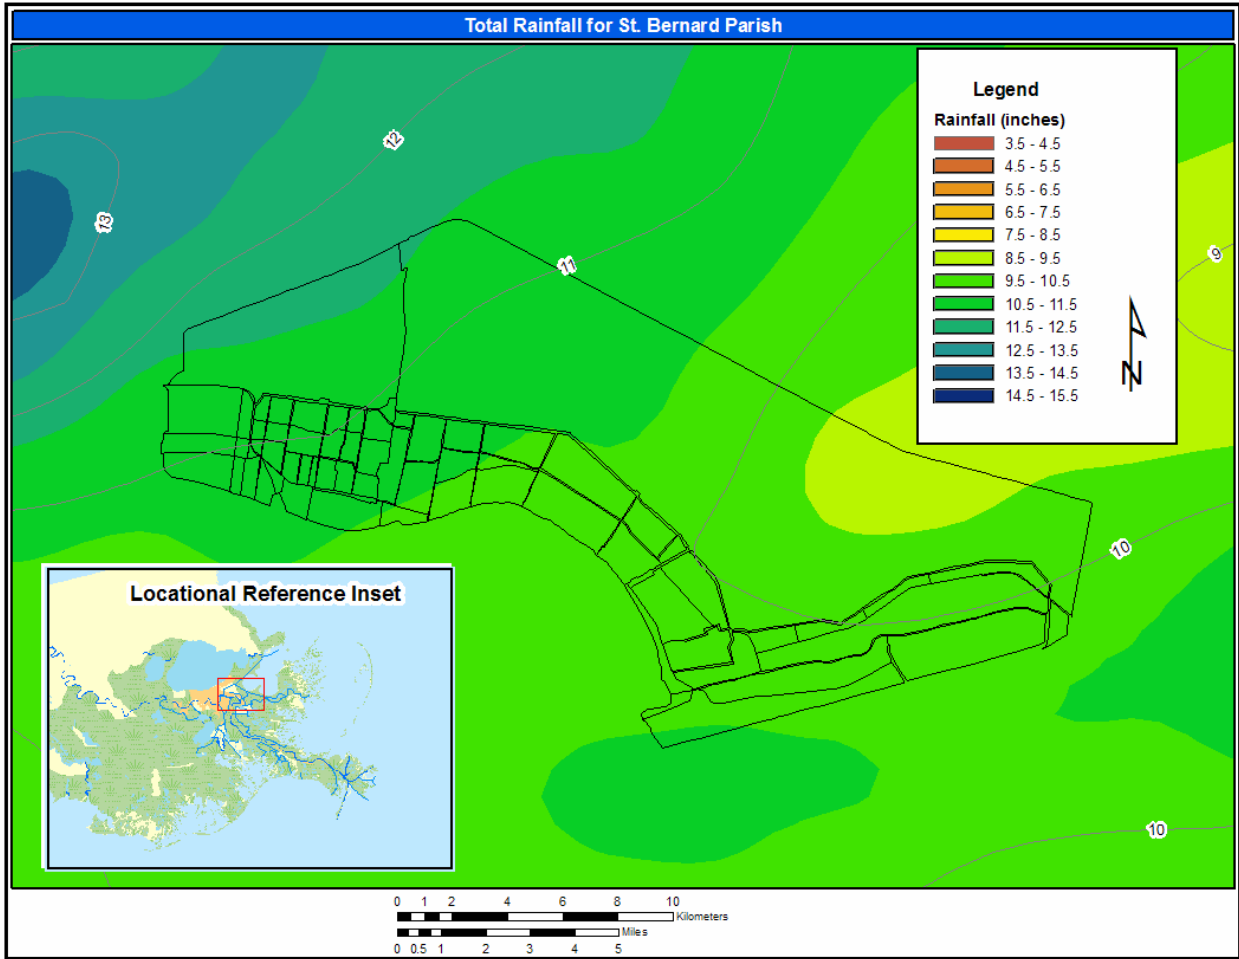 Total Rainfall for St. Bernard Parish
Legend
Rainfall (inches)
3.5 - 4.5
4.5 - 5.5
5.5 - 6.5
6.5 - 7.5
7.5 - 8.5
8.5 - 9.5
9.5 - 10.5
10.5 - 11.5
11.5 - 12.5
12.5 - 13.5
13.5 - 14.5
14.5 - 15.5
N
12
13
11
9
10
10
Locational Reference Inset
0 1 2 4 6 8 10
Kilometers
Miles
0 0.5 1 2 3 4 5